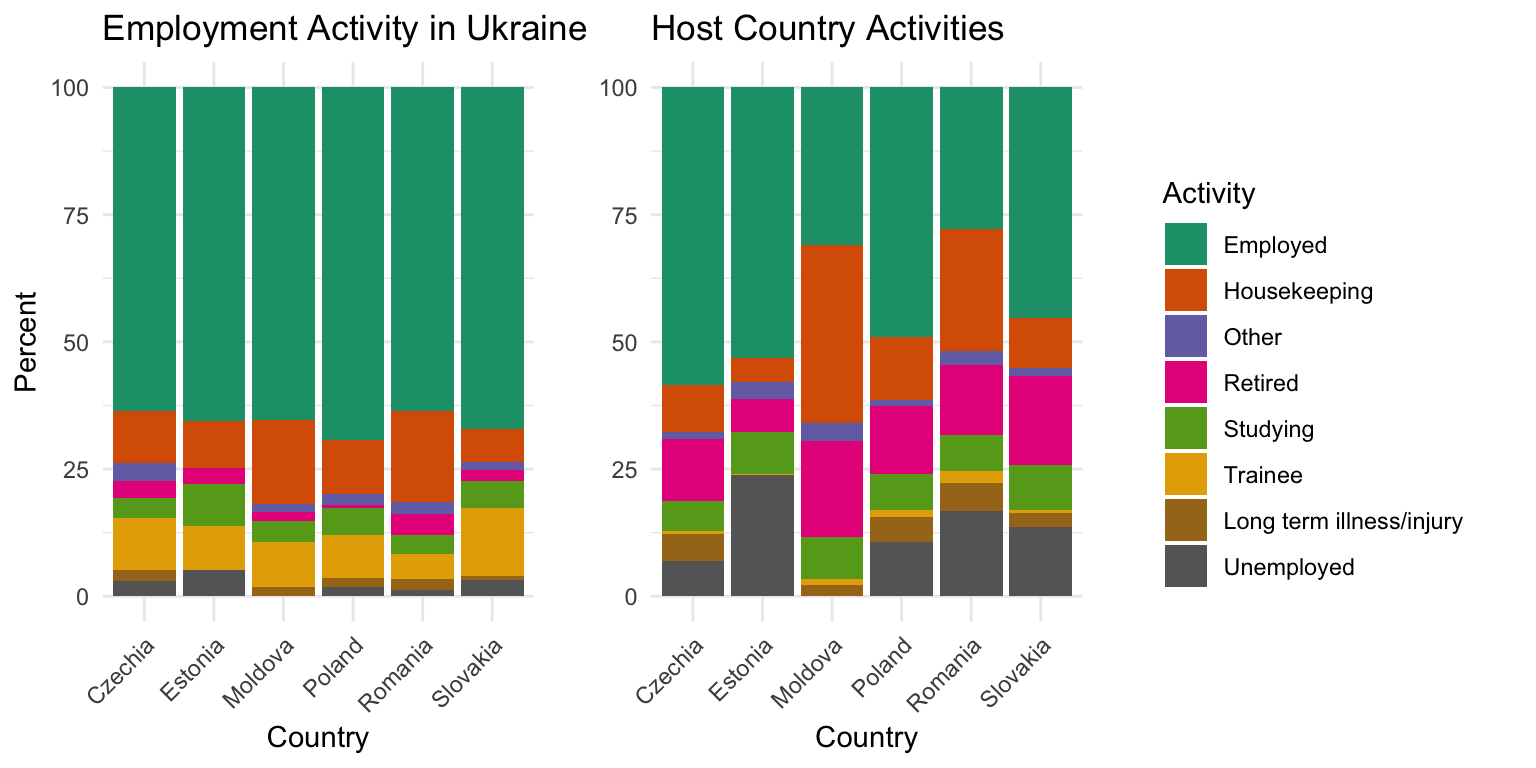 Employment Activity in Ukraine
Percent
100
75
50
25
0
Czechia
Estonia
Moldova
Poland
Romania
Slovakia
Country
Host Country Activities
100
75
50
25
0
Czechia
Estonia
Moldova
Poland
Romania
Slovakia
Country
Activity
Employed
Housekeeping
Other
Retired
Studying
Trainee
Long term illness/injury
Unemployed